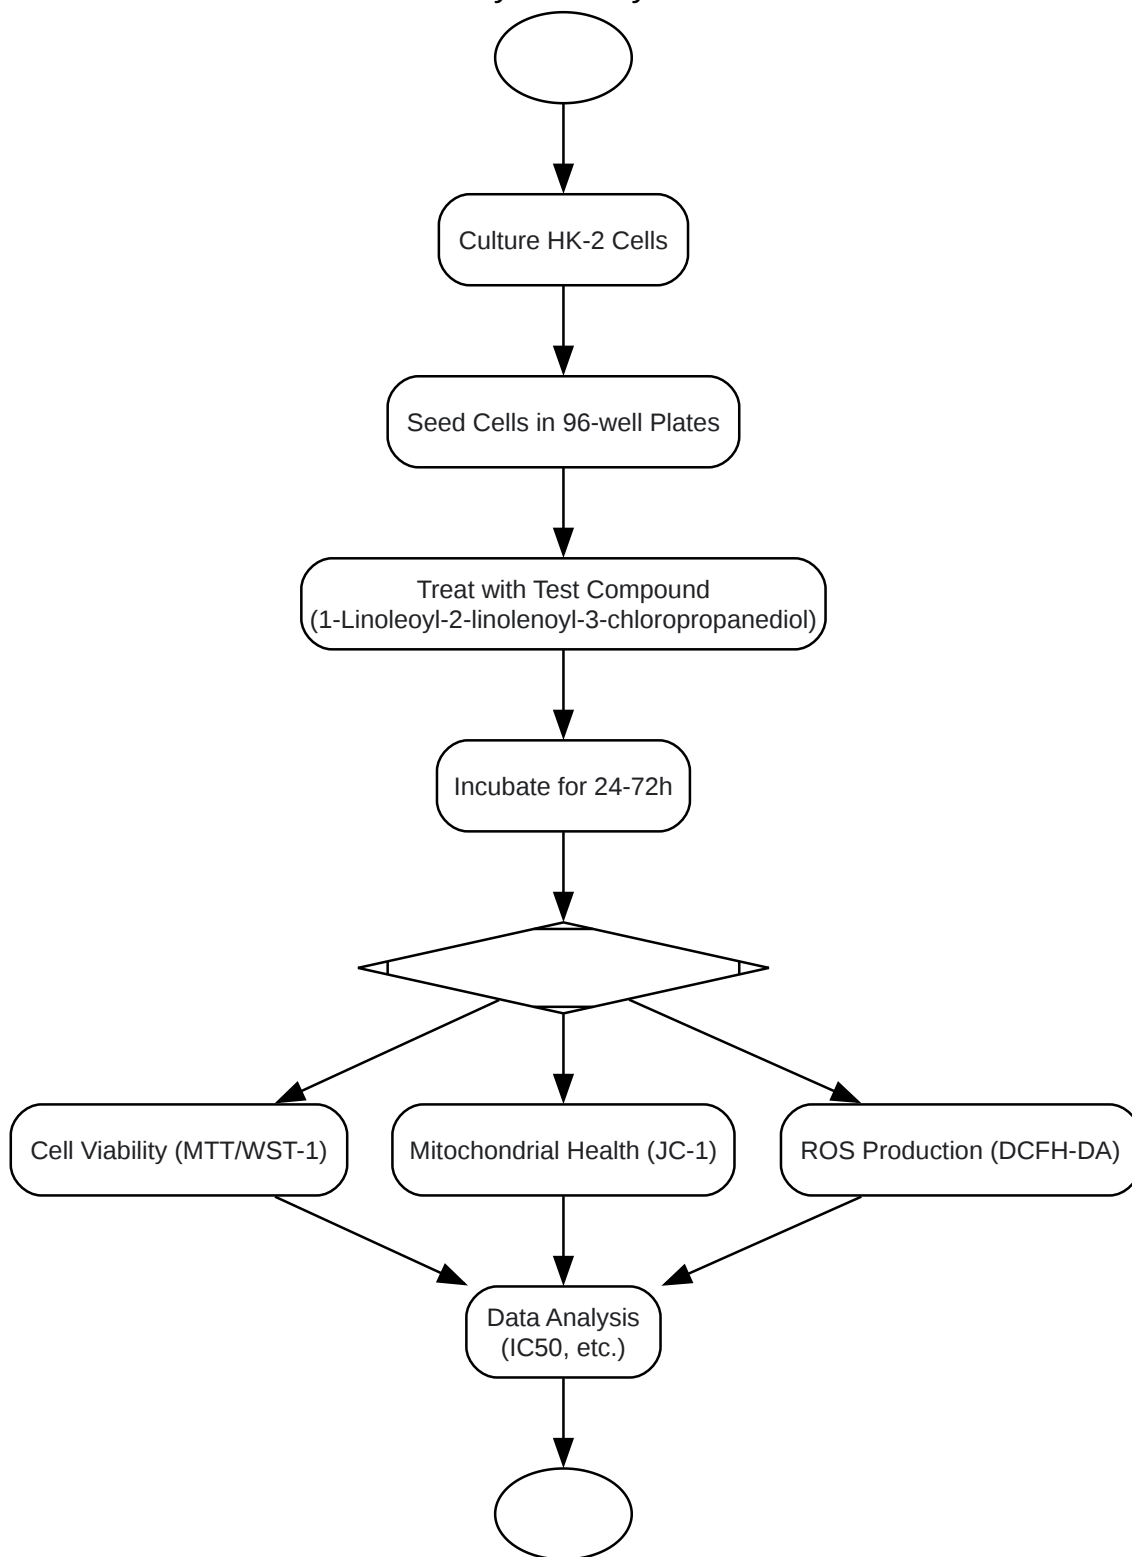 Culture HK-2 Cells
Seed Cells in 96-well Plates
Treat with Test Compound
(1-Linoleoyl-2-linolenoyl-3-chloropropanediol)
Incubate for 24-72h
Cell Viability (MTT/WST-1)
Mitochondrial Health (JC-1)
ROS Production (DCFH-DA)
Data Analysis
(IC50, etc.)